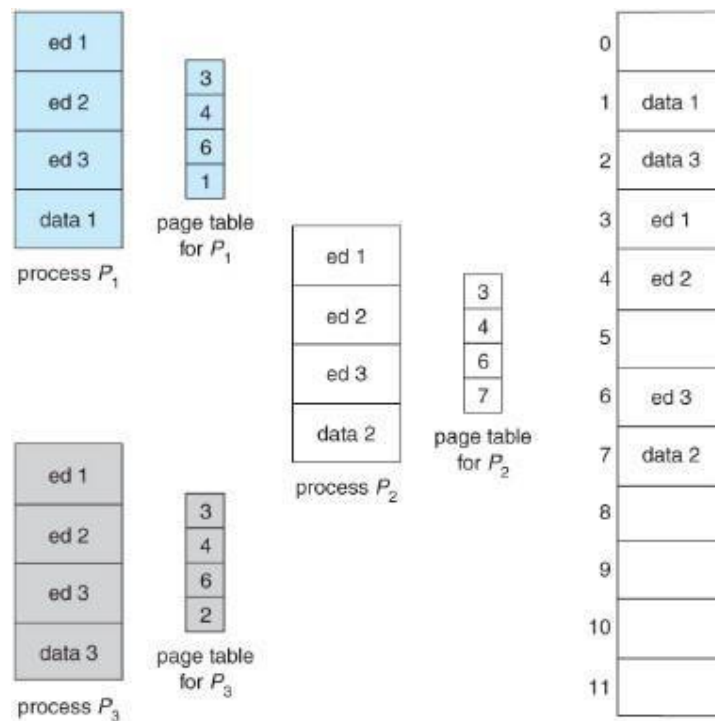 ed 1
ed 2
ed 3
data 1
process P1
3
4
6
1
page table
for P1
ed 1
ed 2
ed 3
data 2
process P2
3
4
6
7
page table
for P2
ed 1
ed 2
ed 3
data 3
process P3
3
4
6
2
page table
for P3
0
1 data 1
2 data 3
3 ed 1
4 ed 2
5
6 ed 3
7 data 2
8
9
10
11